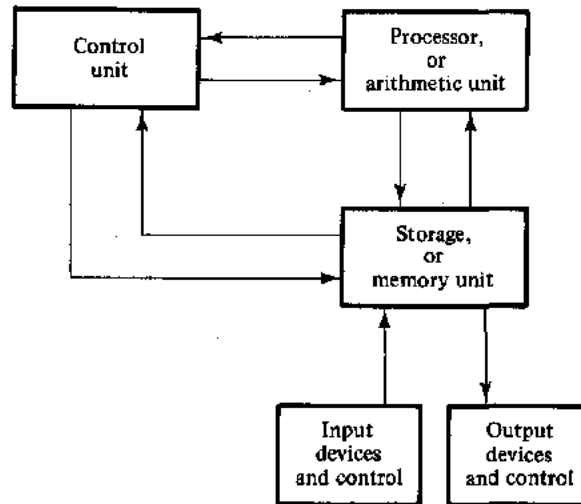 Control
unit
Processor,
or
arithmetic unit
Storage,
or
memory unit
Input
devices
and control
Output
devices
and control